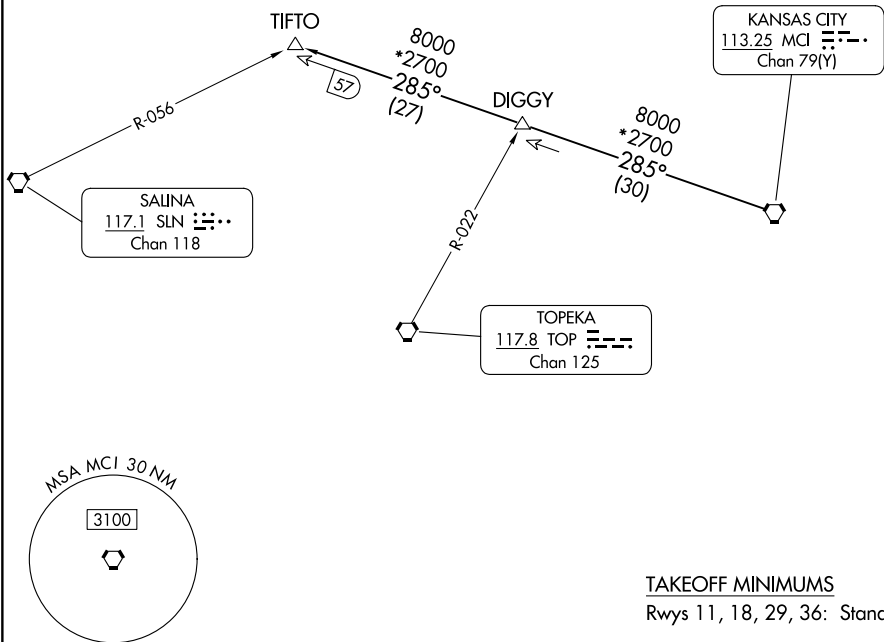 TIFTO
8000
*2700
285°
(27)
57
DIGGY
8000
*2700
285°
(30)
KANSAS CITY
113.25 MCI
Chan 79(Y)
R-056
SALINA
117.1 SLN
Chan 118
R-022
TOPEKA
117.8 TOP
Chan 125
MSA MCI 30 NM
3100
TAKEOFF MINIMUMS
Rwys 11, 18, 29, 36: Stand